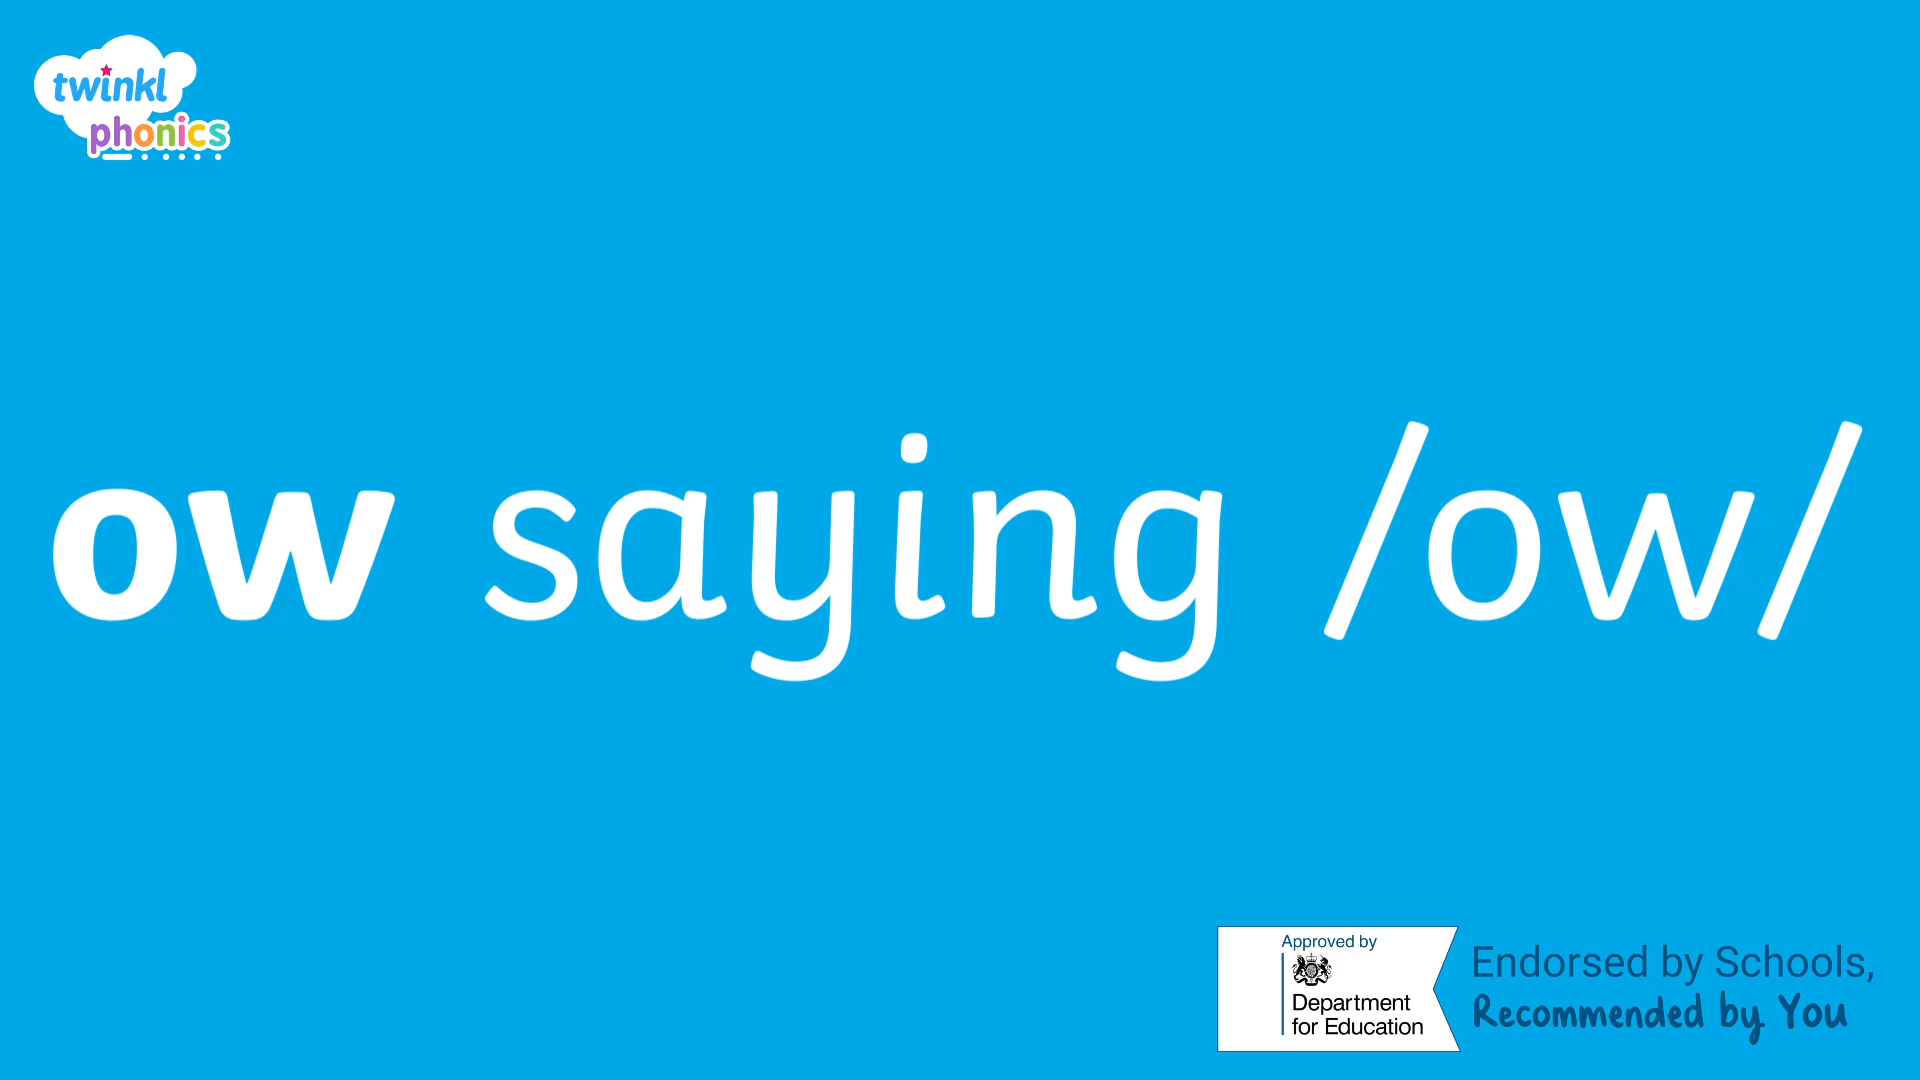 twinkl
phonics
ow saying /ow/
Approved by
Department
for Education
Endorsed by Schools,
Recommended by You